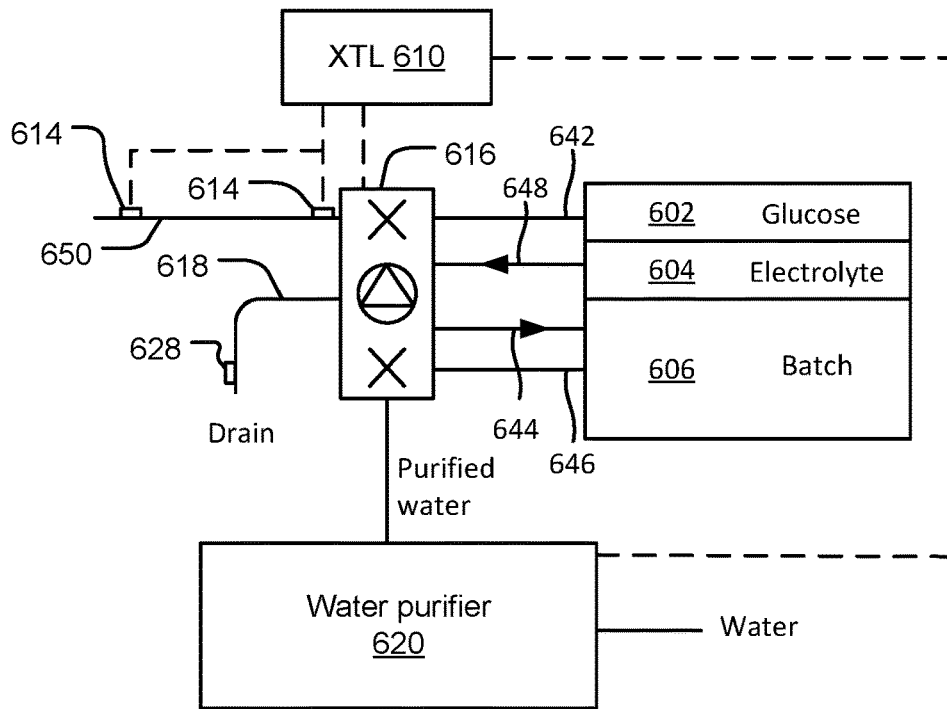 XTL 610
614
616
642
614
648
602 Glucose
650
618
604 Electrolyte
628
606 Batch
Drain
644
646
Purified
water
Water purifier
620
Water